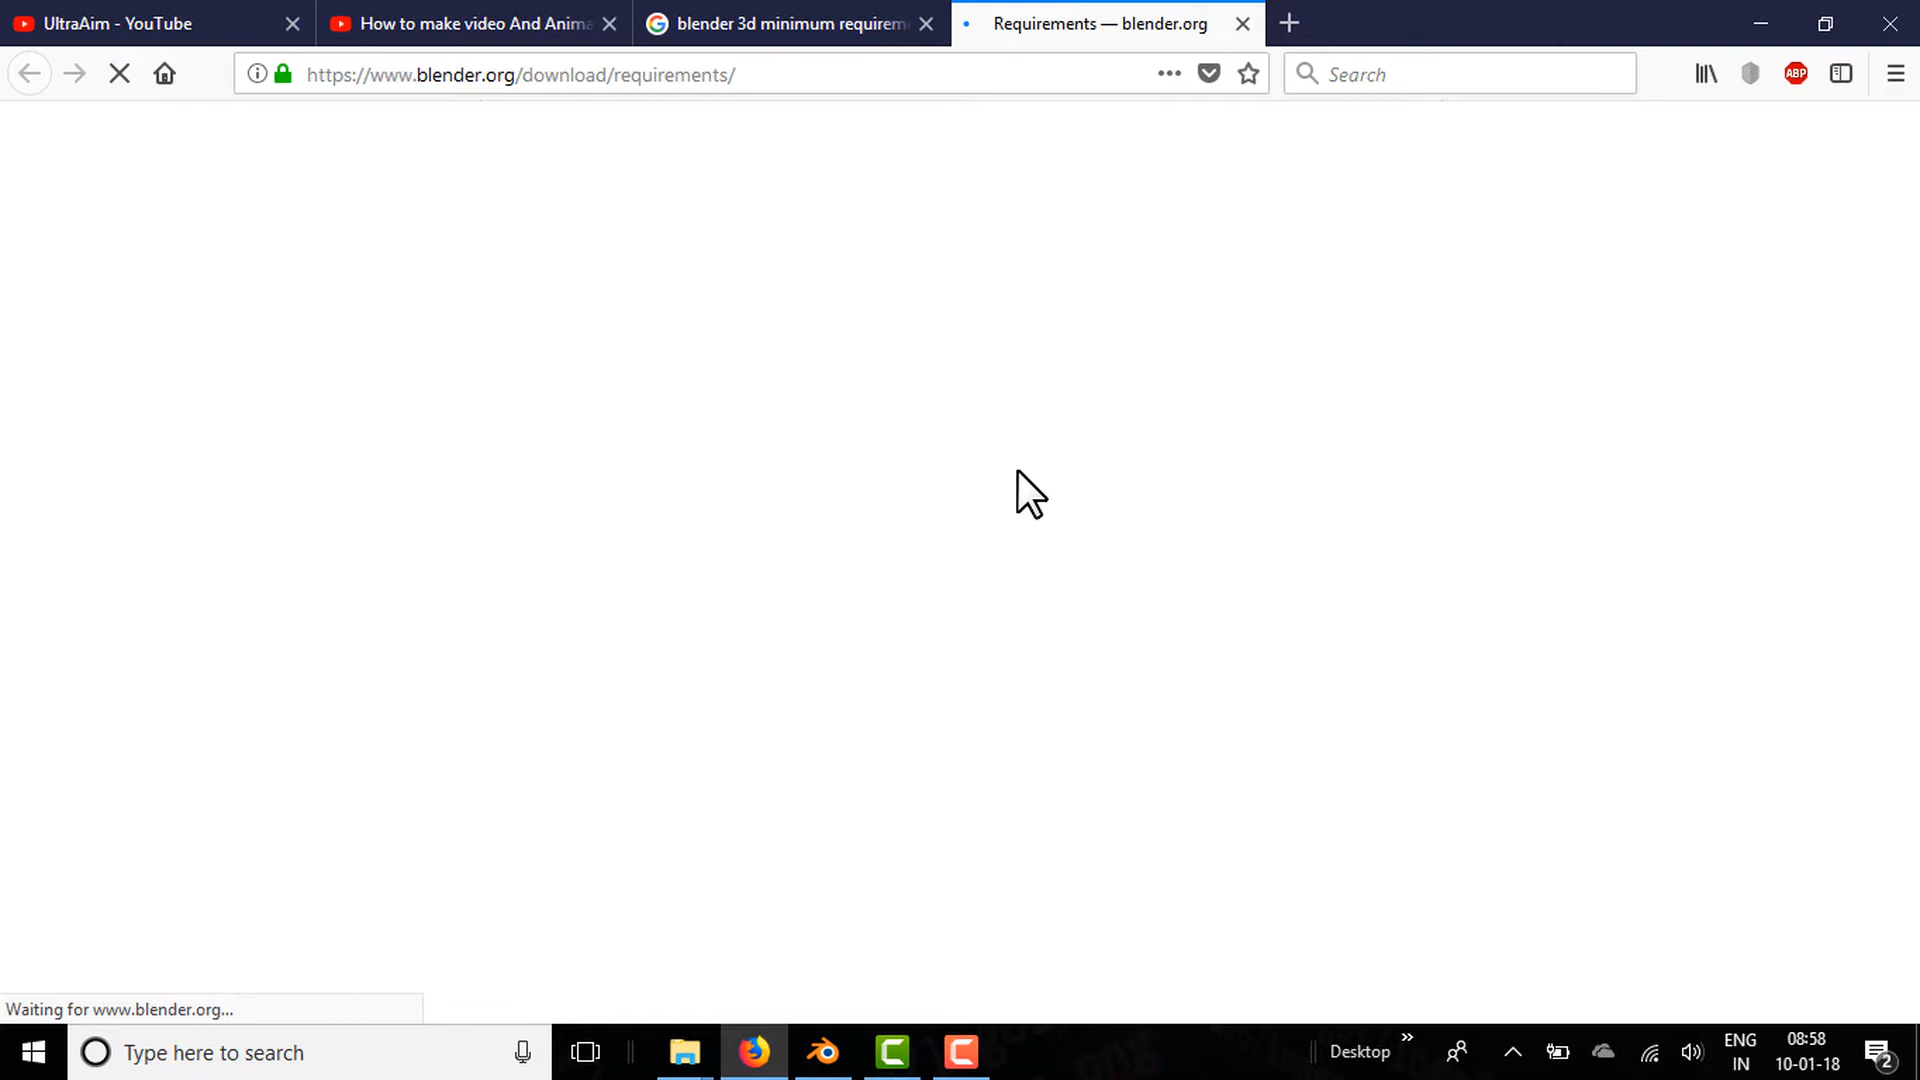 UltraAim - YouTube
How to make video And Anima
blender 3d minimum requirem
Requirements — blender.org
https://www.blender.org/download/requirements/
Search
ABP
Waiting for www.blender.org...
Type here to search
Desktop
ENG
IN
08:58
10-01-18
2